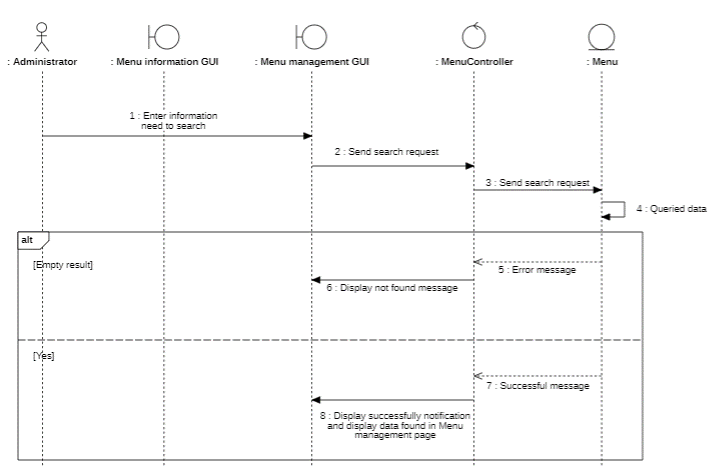 : Administrator
: Menu information GUI
: Menu management GUI
: MenuController
: Menu
1 : Enter information
need to search
2 : Send search request
3 : Send search request
4 : Queried data
alt
[Empty result]
5 : Error message
6 : Display not found message
[Yes]
7 : Successful message
8 : Display successfully notification
and display data found in Menu
management page